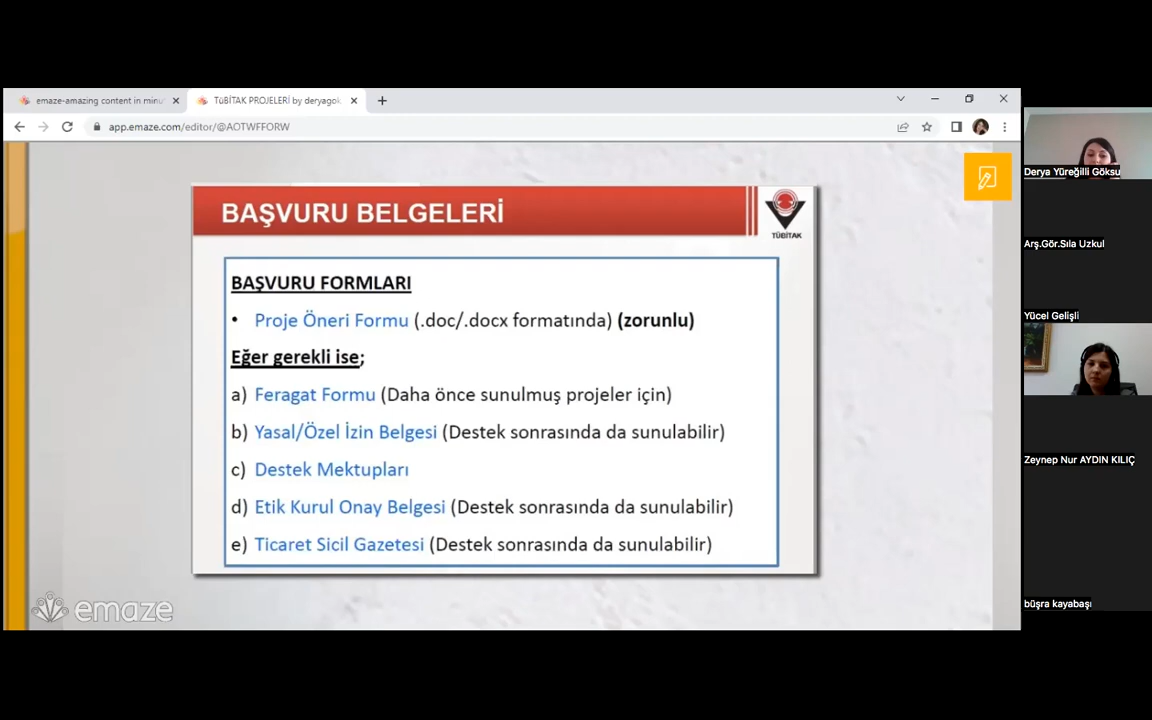 emaze-amazing content in minu
TüBİTAK PROJELERİ by deryagok
app.emaze.com/editor/@AOTWFFORW
BAŞVURU BELGELERİ
TÜBİTAK
BAŞVURU FORMLARI
• Proje Öneri Formu (.doc/.docx formatında) (zorunlu)
Eğer gerekli ise;
a) Feragat Formu (Daha önce sunulmuş projeler için)
b) Yasal/Özel İzin Belgesi (Destek sonrasında da sunulabilir)
c) Destek Mektupları
d) Etik Kurul Onay Belgesi (Destek sonrasında da sunulabilir)
e) Ticaret Sicil Gazetesi (Destek sonrasında da sunulabilir)
emaze
Derya Yüreğilli Göksu
Arş.Gör.Sıla Uzkul
Yücel Gelişli
Zeynep Nur AYDIN KILIÇ
büşra kayabaşı